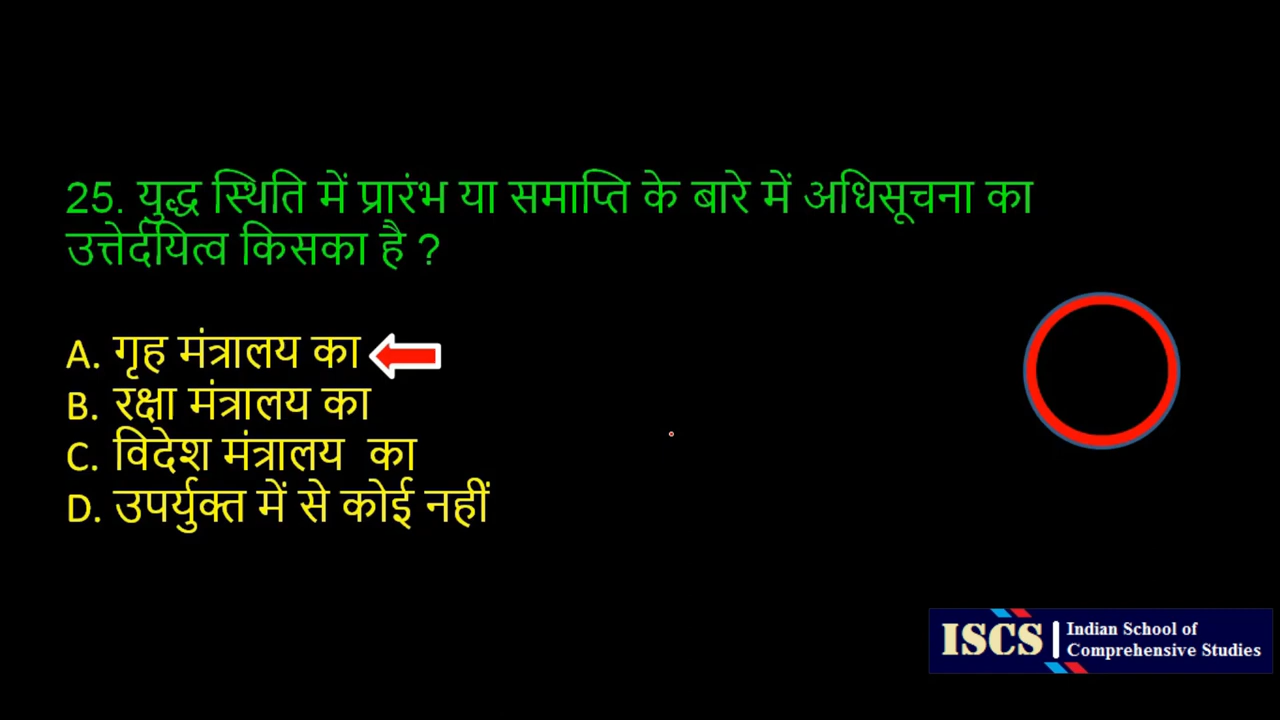 25. युद्ध स्थिति में प्रारंभ या समाप्ति के बारे में अधिसूचना का
उत्तेर्दयित्व किसका है ?
A. गृह मंत्रालय का
B. रक्षा मंत्रालय का
C. विदेश मंत्रालय का
D. उपर्युक्त में से कोई नहीं
ISCS
Indian School of
Comprehensive Studies